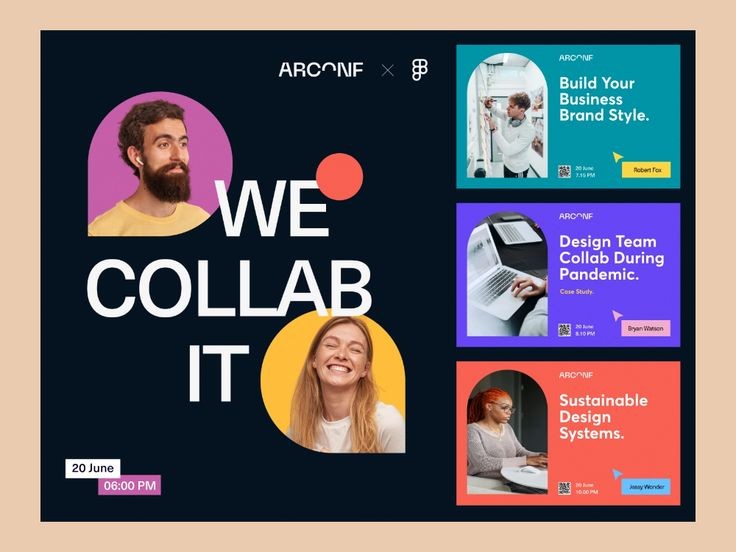 ARCONF
WE
COLLAB
IT
20 June
06:00 PM
ARCONF
Build Your
Business
Brand Style.
20 June
7.15 PM
Robert Fox
ARCONF
Design Team
Collab During
Pandemic.
Case Study.
20 June
8.10 PM
Bryan Watson
ARCONF
Sustainable
Design
Systems.
20 June
10.00 PM
Jessy Wonder